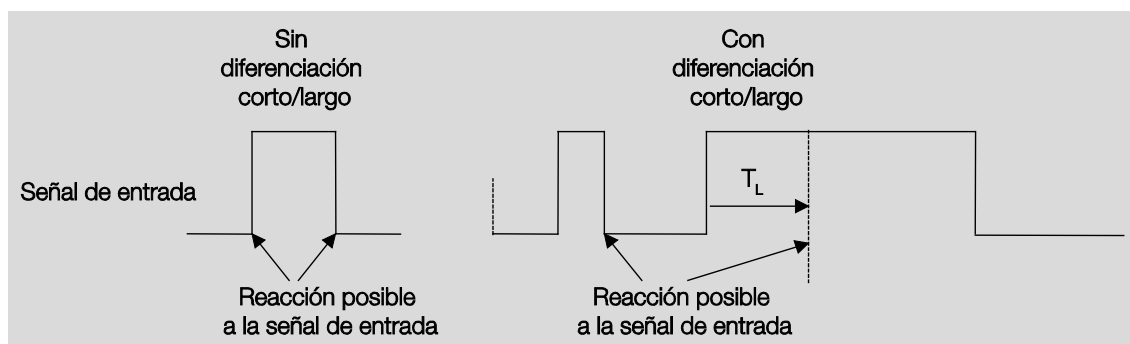 Sin
diferenciación
corto/largo
Con
diferenciación
corto/largo
Señal de entrada
T_L
Reacción posible
a la señal de entrada
Reacción posible
a la señal de entrada